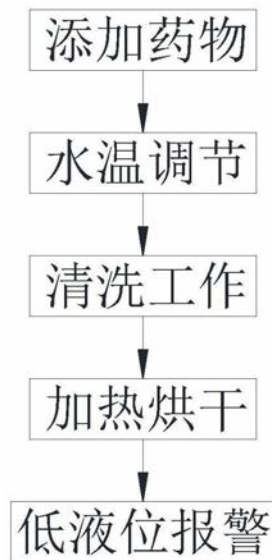 添加药物
水温调节
清洗工作
加热烘干
低液位报警